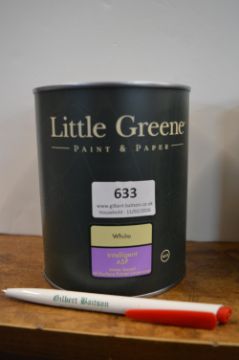 Little Greene
PAINT & PAPER
633
www.gilbert-baitson.co.uk
White
Intelligent
ASP
Gilbert Baitson